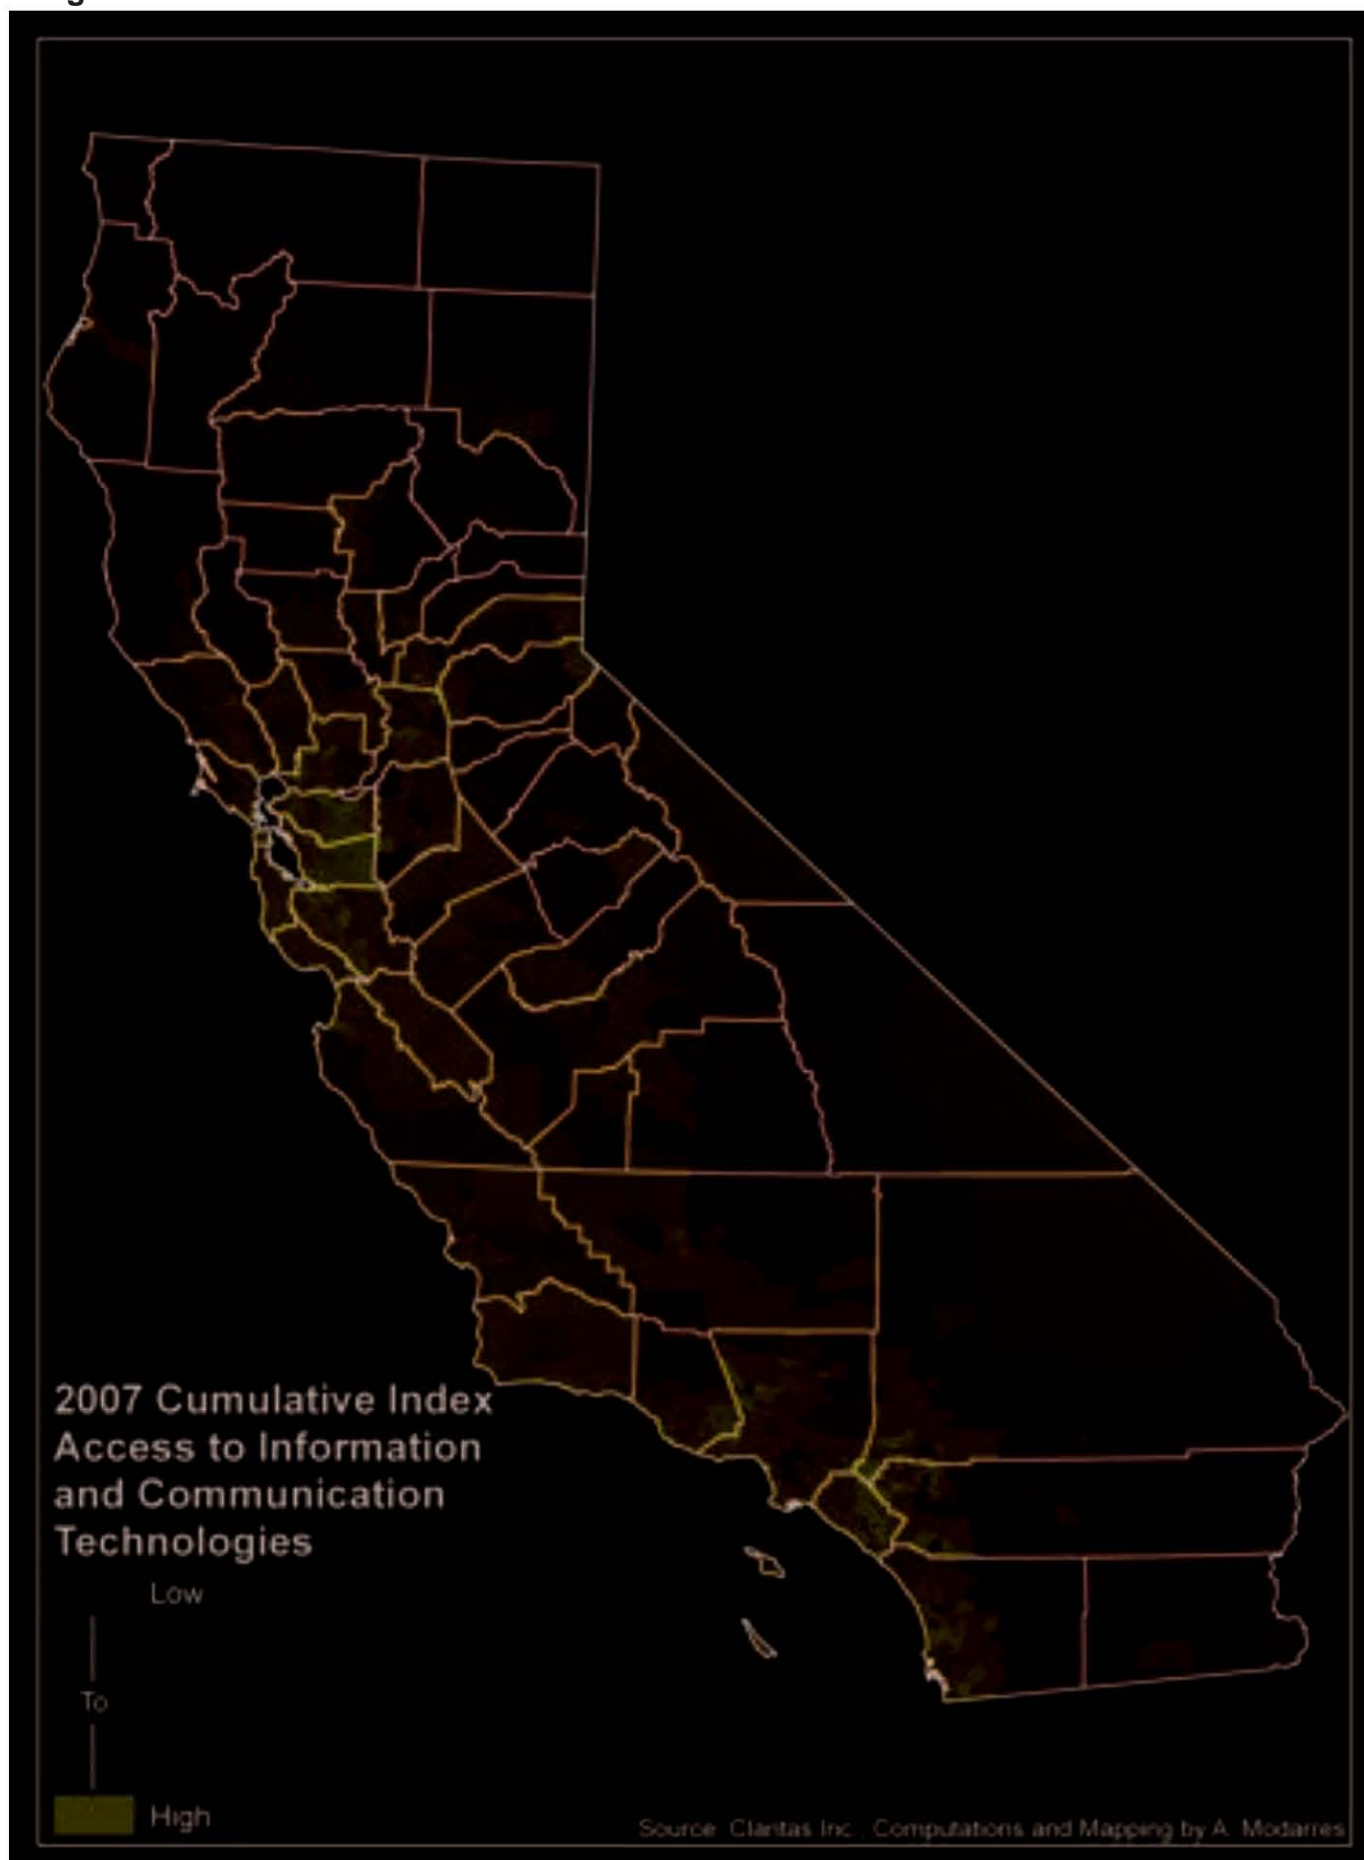 2007 Cumulative Index
Access to Information
and Communication
Technologies
Low
To
High
Source: Claritas Inc., Computations and Mapping by A. Modarres